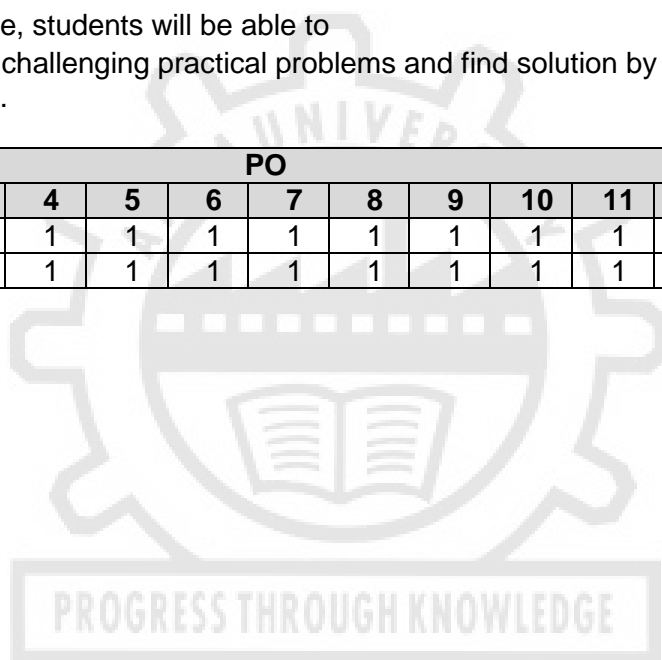 e, students will be able to
challenging practical problems and find solution by
.
PO
4 5 6 7 8 9 10 11
1 1 1 1 1 1 1 1
1 1 1 1 1 1 1 1
UNIVER
PROGRESS THROUGH KNOWLEDGE